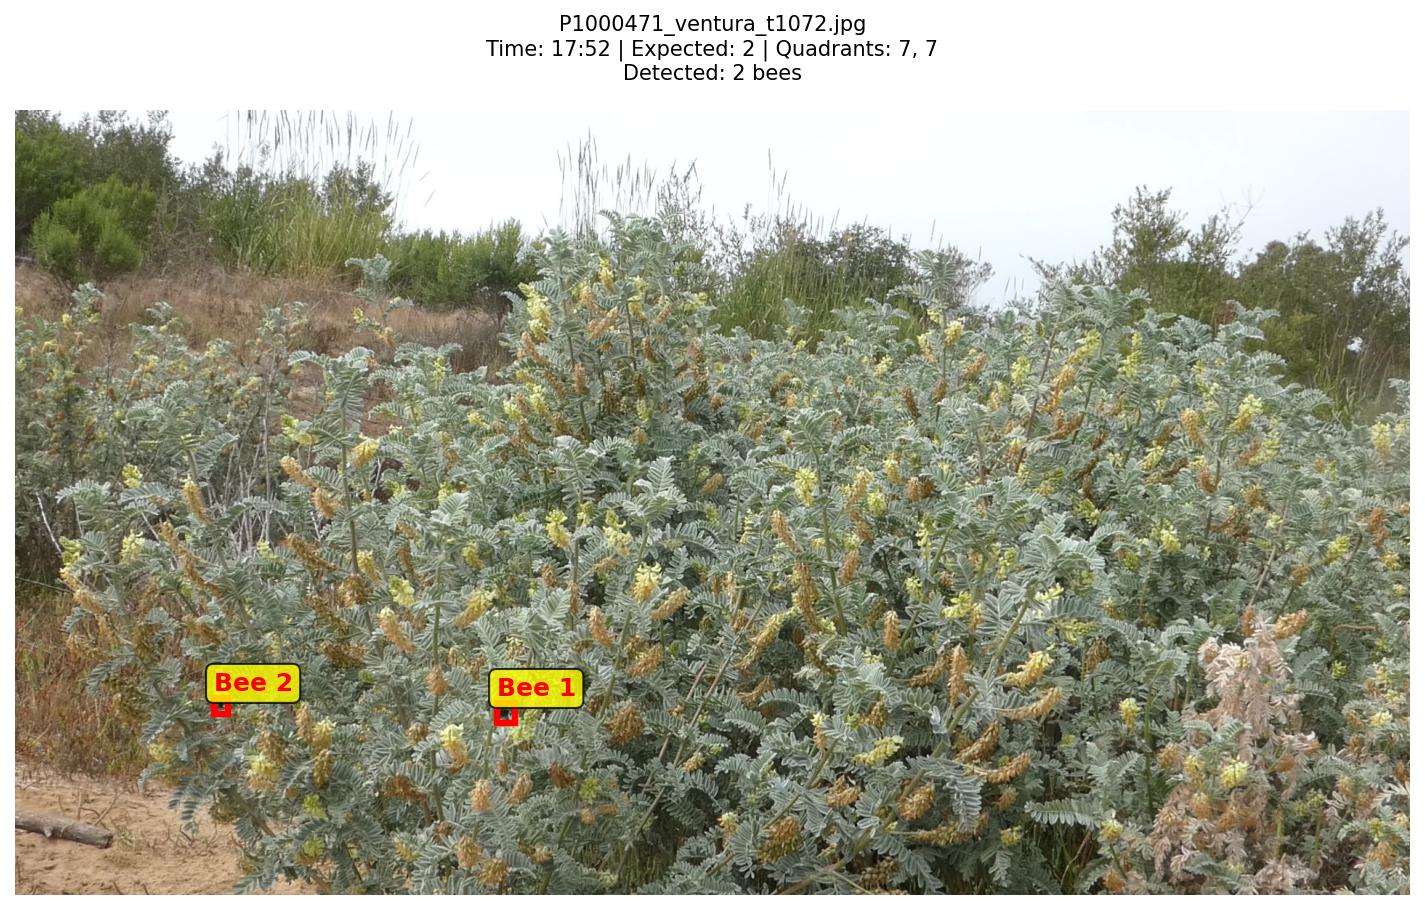 P1000471_ventura_t1072.jpg
Time: 17:52 | Expected: 2 | Quadrants: 7, 7
Detected: 2 bees
Bee 2
Bee 1